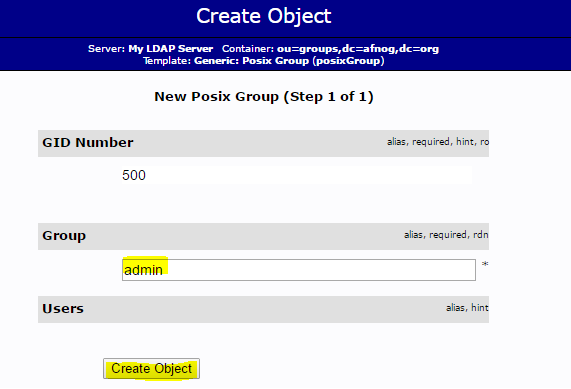 Create Object
Server: My LDAP Server Container: ou=groups,dc=afnog,dc=org
Template: Generic: Posix Group (posixGroup)
New Posix Group (Step 1 of 1)
GID Number alias, required, hint, ro
500
Group alias, required, rdn
admin *
Users alias, hint
Create Object